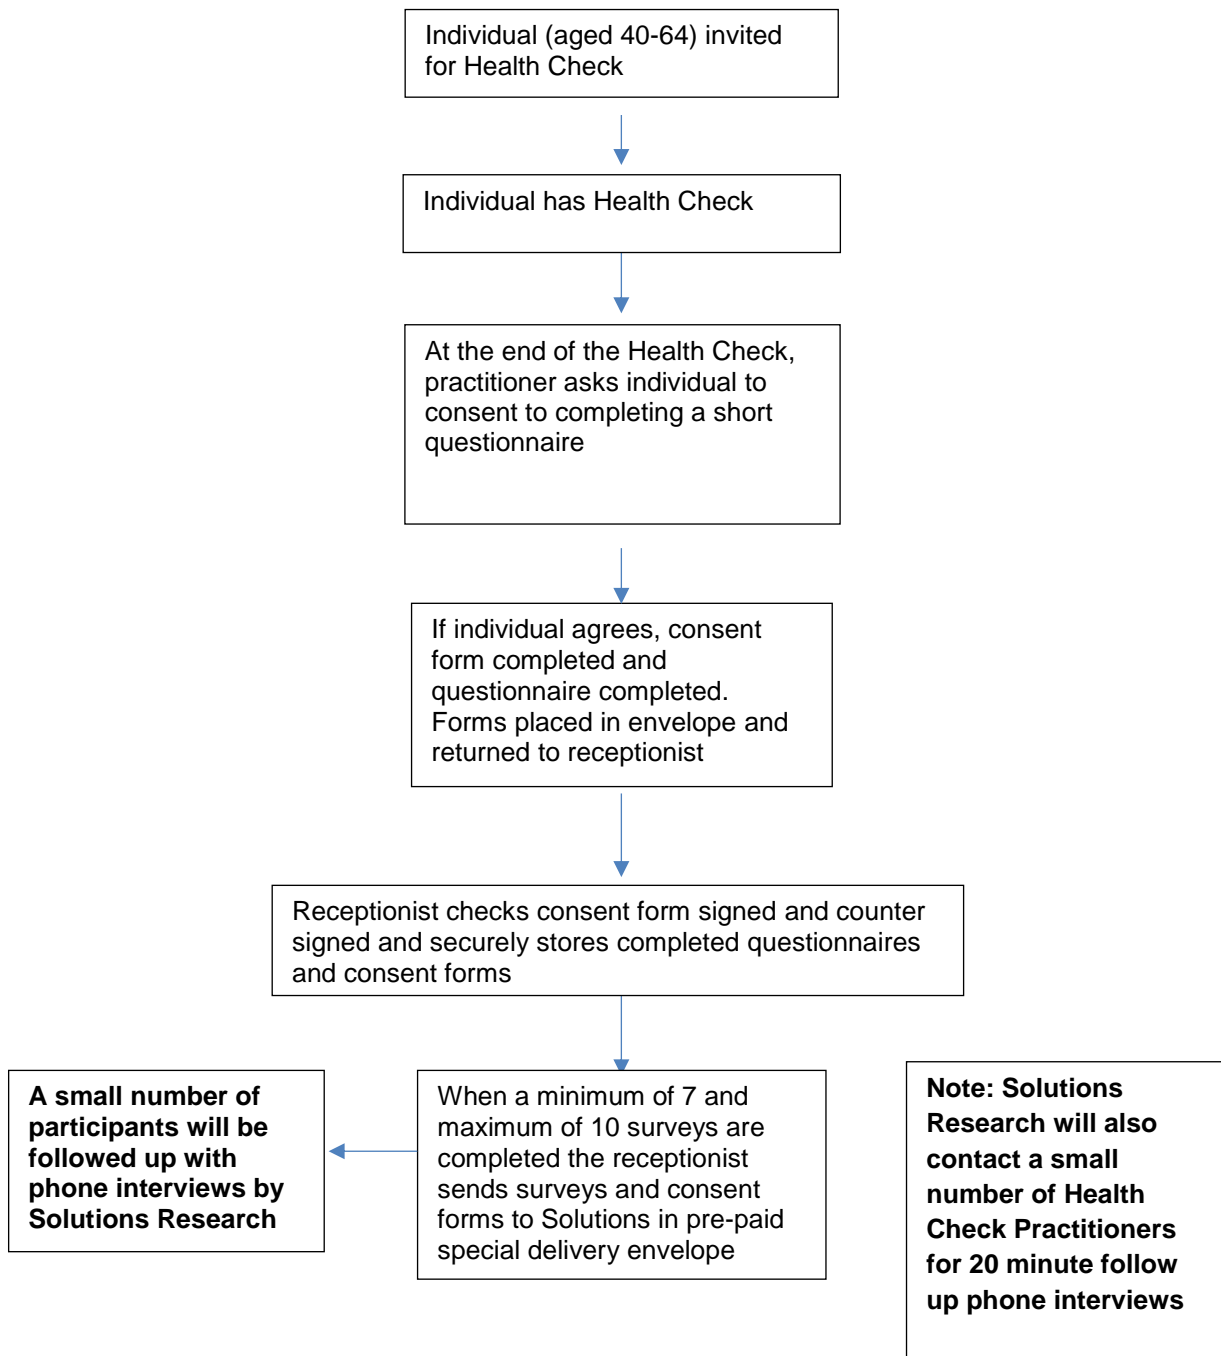 Individual (aged 40-64) invited
for Health Check
Individual has Health Check
At the end of the Health Check,
practitioner asks individual to
consent to completing a short
questionnaire
If individual agrees, consent
form completed and
questionnaire completed.
Forms placed in envelope and
returned to receptionist
Receptionist checks consent form signed and counter
signed and securely stores completed questionnaires
and consent forms
A small number of
participants will be
followed up with
phone interviews by
Solutions Research
When a minimum of 7 and
maximum of 10 surveys are
completed the receptionist
sends surveys and consent
forms to Solutions in pre-paid
special delivery envelope
Note: Solutions
Research will also
contact a small
number of Health
Check Practitioners
for 20 minute follow
up phone interviews